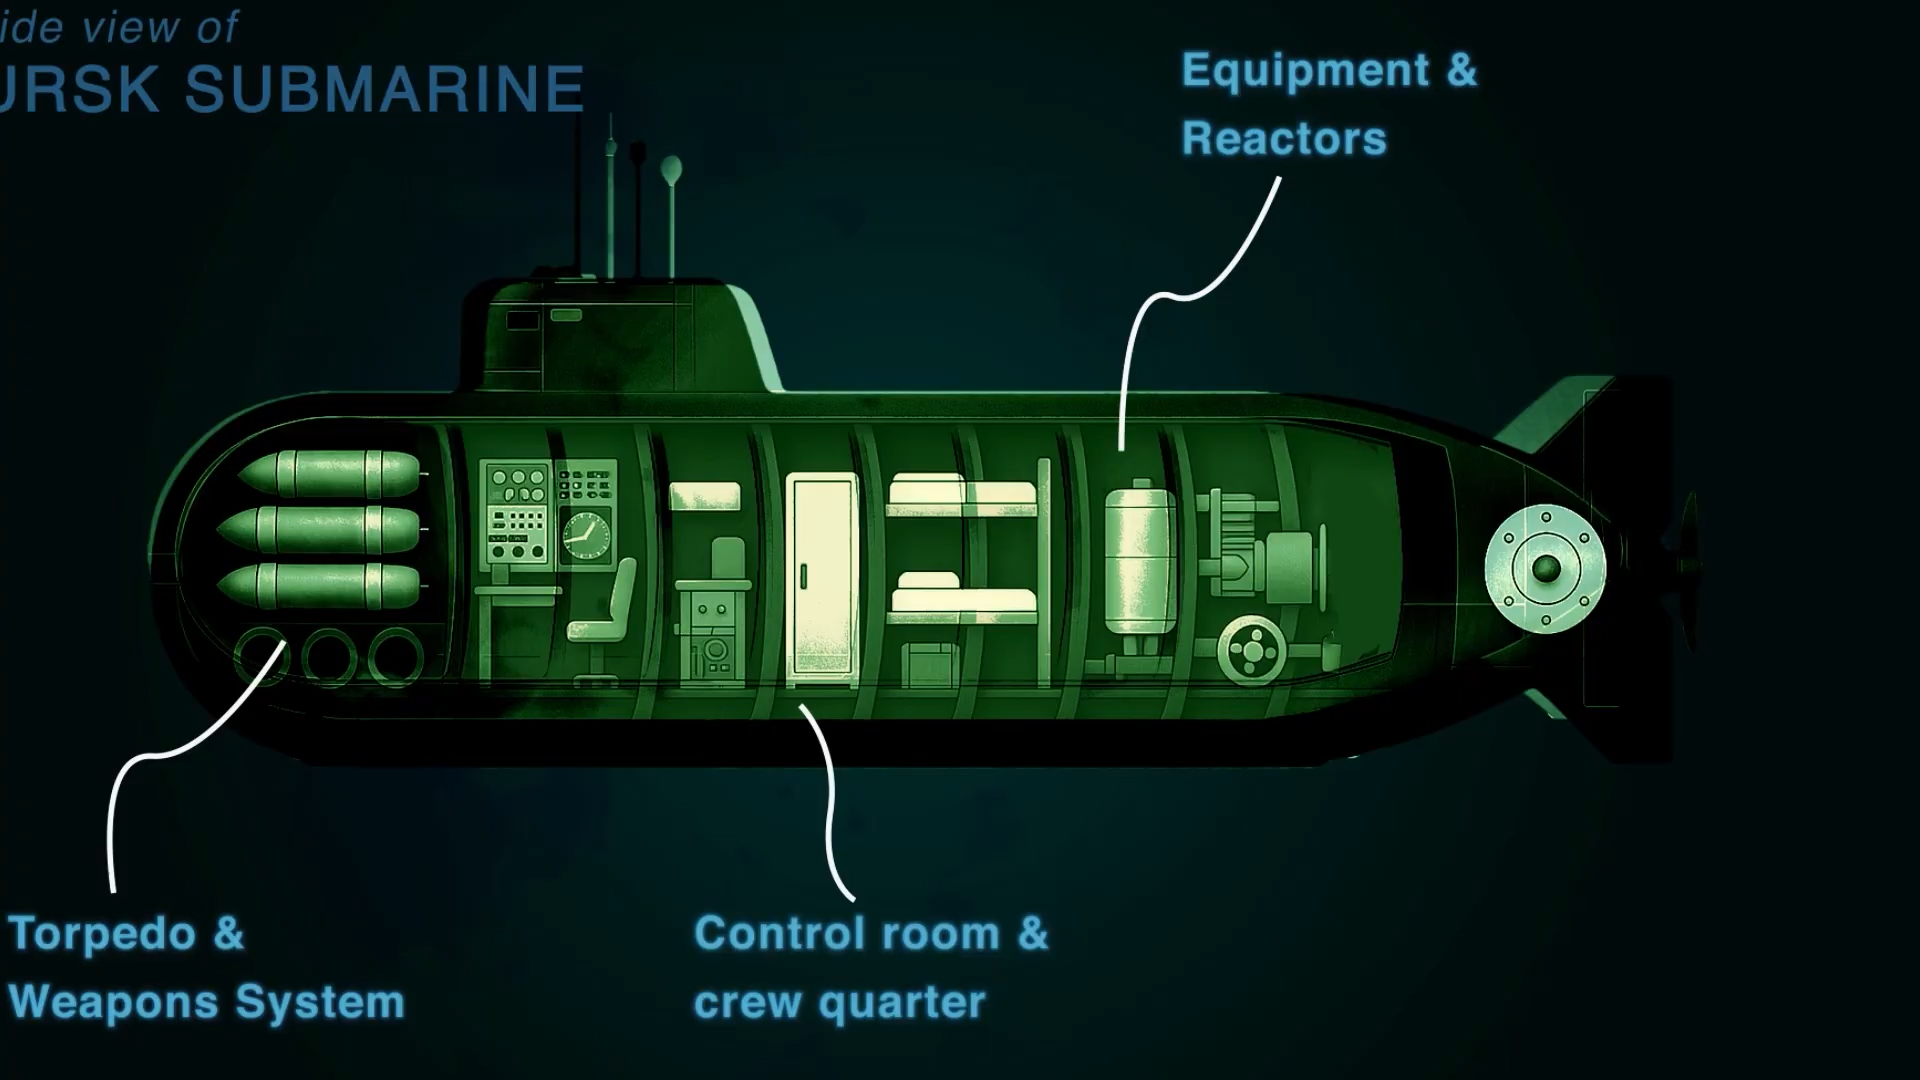 ide view of
URSK SUBMARINE
Equipment &
Reactors
Torpedo &
Weapons System
Control room &
crew quarter